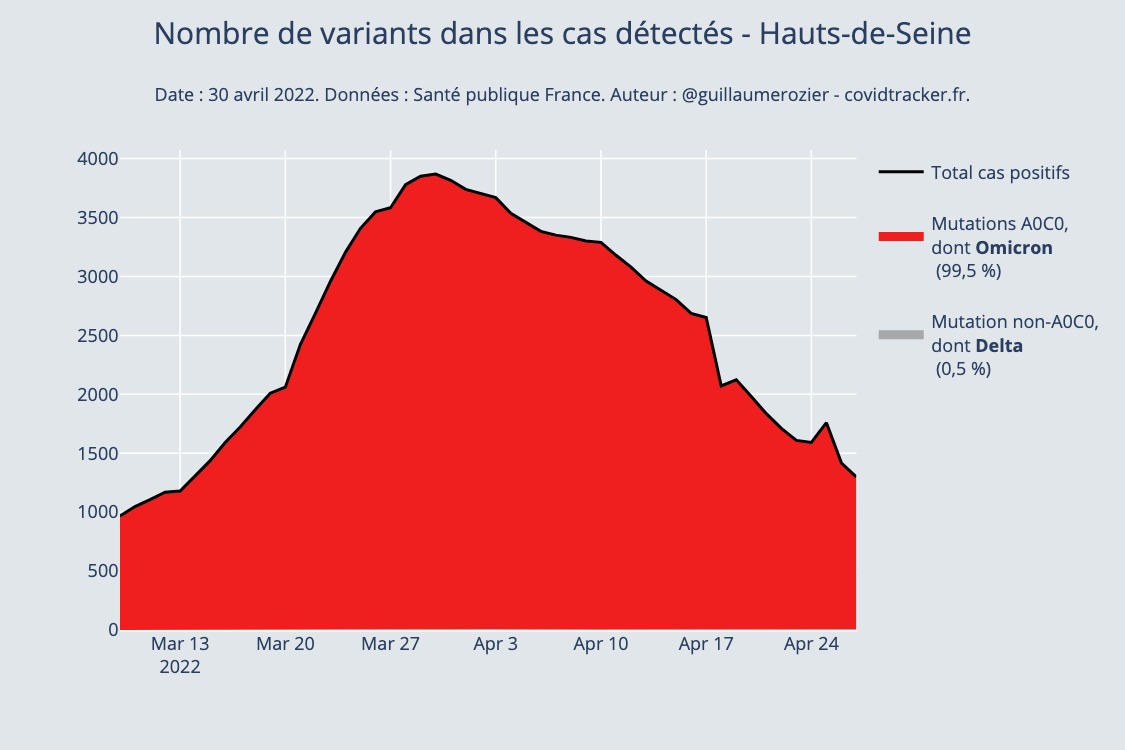 Nombre de variants dans les cas détectés - Hauts-de-Seine
Date : 30 avril 2022. Données : Santé publique France. Auteur : @guillaumerozier - covidtracker.fr.
4000
3500
3000
2500
2000
1500
1000
500
0
Mar 13
2022
Mar 20
Mar 27
Apr 3
Apr 10
Apr 17
Apr 24
Total cas positifs
Mutations A0C0,
dont Omicron
(99,5 %)
Mutation non-A0C0,
dont Delta
(0,5 %)